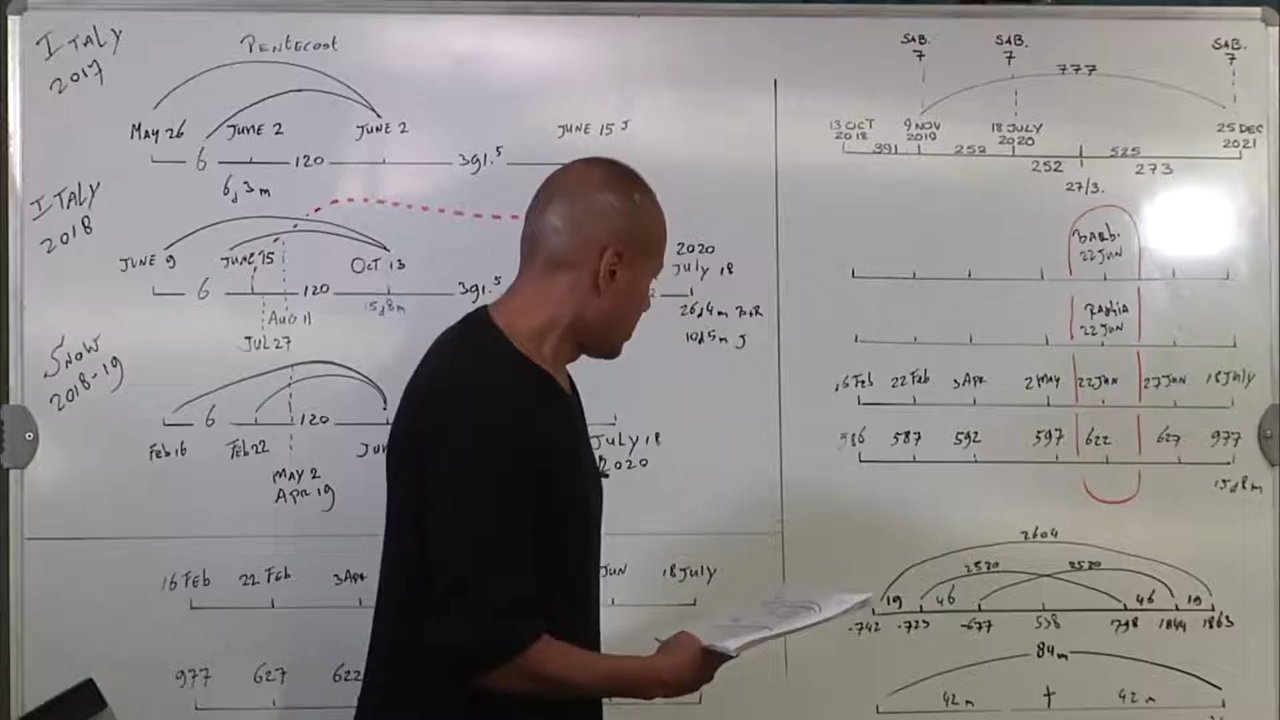 ITALY
2017
PENTECOST
MAY 26
JUNE 2
JUNE 2
JUNE 15 J
6
120
391.5
6d 3m
ITALY
2018
JUNE 9
JUNE 15
OCT 13
6
120
391.5
15d 8m
AUG 11
JUL 27
2020
July 18
26d 4m
10d 5m J
SNOW
2018-19
6
120
Feb 16
Feb 22
JUN
MAY 2
APR 19
JULY 18
2020
16 Feb
22 Feb
3 Apr
JUN
18 July
977
627
622
SAB.
7
SAB.
7
SAB.
7
777
13 OCT
2018
9 NOV
2019
18 JULY
2020
25 DEC
2021
391
252
525
252
273
27/3.
BARB.
22 JUN
RAPHIA
22 JUN
16 Feb
22 Feb
3 Apr
2 MAY
22 JUN
27 JUN
18 July
586
587
592
597
622
627
977
15d 8m
2604
2520
2520
19
46
46
19
-742
-723
-677
538
798
1844
1863
84m
42m
†
42m